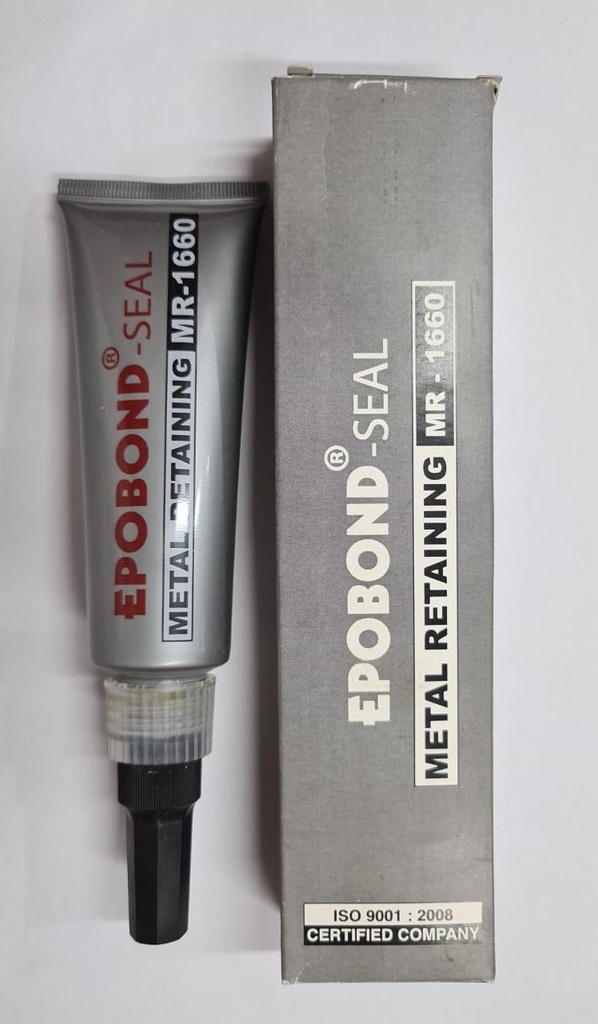 EPOBOND®-SEAL
METAL RETAINING MR-1660
EPOBOND®-SEAL
METAL RETAINING MR - 1660
ISO 9001 : 2008
CERTIFIED COMPANY